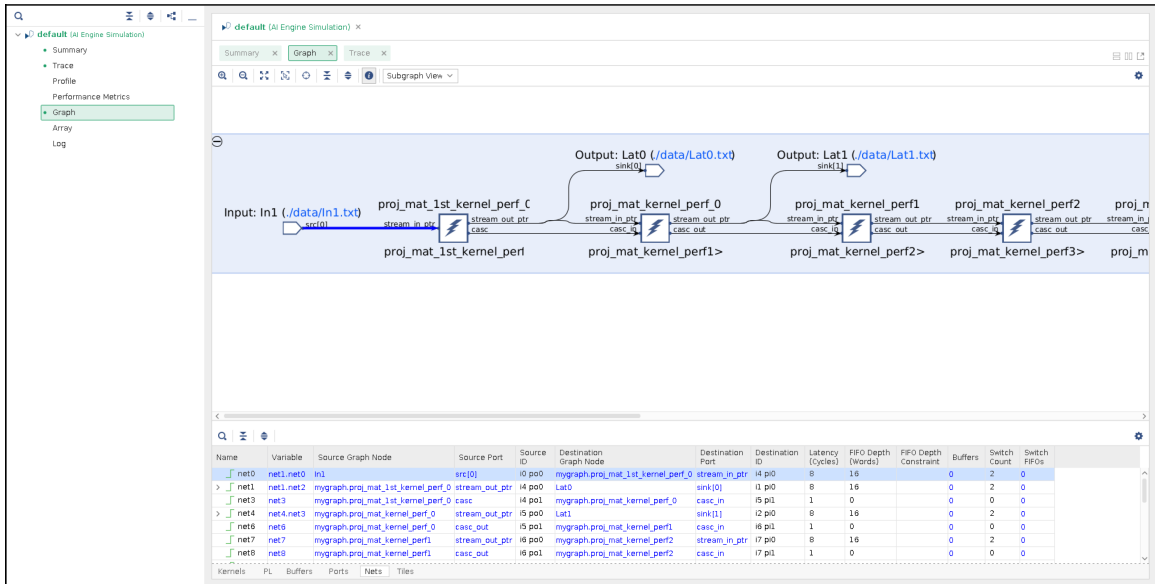 default (AI Engine Simulation)
Summary
Trace
Profile
Performance Metrics
Graph
Array
Log
default (AI Engine Simulation) ×
Summary × Graph × Trace ×
Subgraph View
Output: Lat0 (./data/Lat0.txt) Output: Lat1 (./data/Lat1.txt)
sink[0] sink[1]
Input: In1 (./data/In1.txt) proj_mat_1st_kernel_perf_0 proj_mat_kernel_perf_0 proj_mat_kernel_perf1 proj_mat_kernel_perf2
src[0] stream_in_ptr stream_out_ptr stream_in_ptr stream_out_ptr stream_in_ptr stream_out_ptr stream_in_ptr stream_out_ptr
casc casc_in casc_out casc_in casc_out casc_in casc_out
proj_mat_1st_kernel_perf proj_mat_kernel_perf1> proj_mat_kernel_perf2> proj_mat_kernel_perf3> proj_m
Name Variable Source Graph Node Source Port Source ID Destination Graph Node Destination Port Destination ID Latency (Cycles) FIFO Depth (Words) FIFO Depth Constraint Buffers Switch Count Switch FIFOs
net0 net1.net0 In1 src[0] i0 po0 mygraph.proj_mat_1st_kernel_perf_0 stream_in_ptr i4 pi0 8 16 0 2 0
> net1 net1.net2 mygraph.proj_mat_1st_kernel_perf_0 stream_out_ptr i4 po0 Lat0 sink[0] i1 pi0 8 16 0 2 0
net3 net3 mygraph.proj_mat_1st_kernel_perf_0 casc i4 po1 mygraph.proj_mat_kernel_perf_0 casc_in i5 pi1 1 0 0 0 0
> net4 net4.net3 mygraph.proj_mat_kernel_perf_0 stream_out_ptr i5 po0 Lat1 sink[1] i2 pi0 8 16 0 2 0
net6 net6 mygraph.proj_mat_kernel_perf_0 casc_out i5 po1 mygraph.proj_mat_kernel_perf1 casc_in i6 pi1 1 0 0 0 0
net7 net7 mygraph.proj_mat_kernel_perf1 stream_out_ptr i6 po0 mygraph.proj_mat_kernel_perf2 stream_in_ptr i7 pi0 8 16 0 2 0
net8 net8 mygraph.proj_mat_kernel_perf1 casc_out i6 po1 mygraph.proj_mat_kernel_perf2 casc_in i7 pi1 1 0 0 0 0
Kernels PL Buffers Ports Nets Tiles